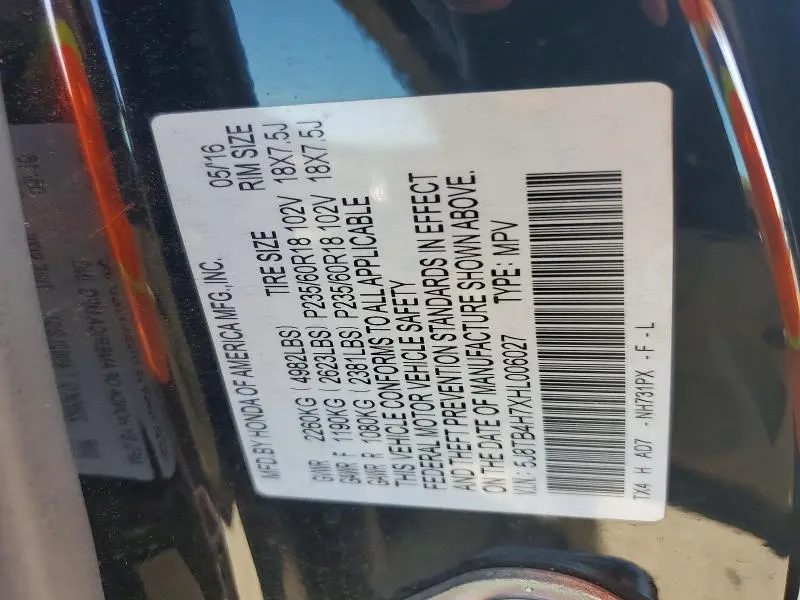 MFD. BY HONDA OF AMERICA MFG., INC. 05/16
TIRE SIZE RIM SIZE
GVWR 2260KG (4982LBS)
GAWR F 1190KG (2623LBS) P235/60R18 102V 18X7.5J
GAWR R 1080KG (2381LBS) P235/60R18 102V 18X7.5J
THIS VEHICLE CONFORMS TO ALL APPLICABLE
FEDERAL MOTOR VEHICLE SAFETY
AND THEFT PREVENTION STANDARDS IN EFFECT
ON THE DATE OF MANUFACTURE SHOWN ABOVE.
V.I.N.: 5J8TB4H7XHL006027 TYPE: MPV
TX4 H AD7 - NH731PX - F - L